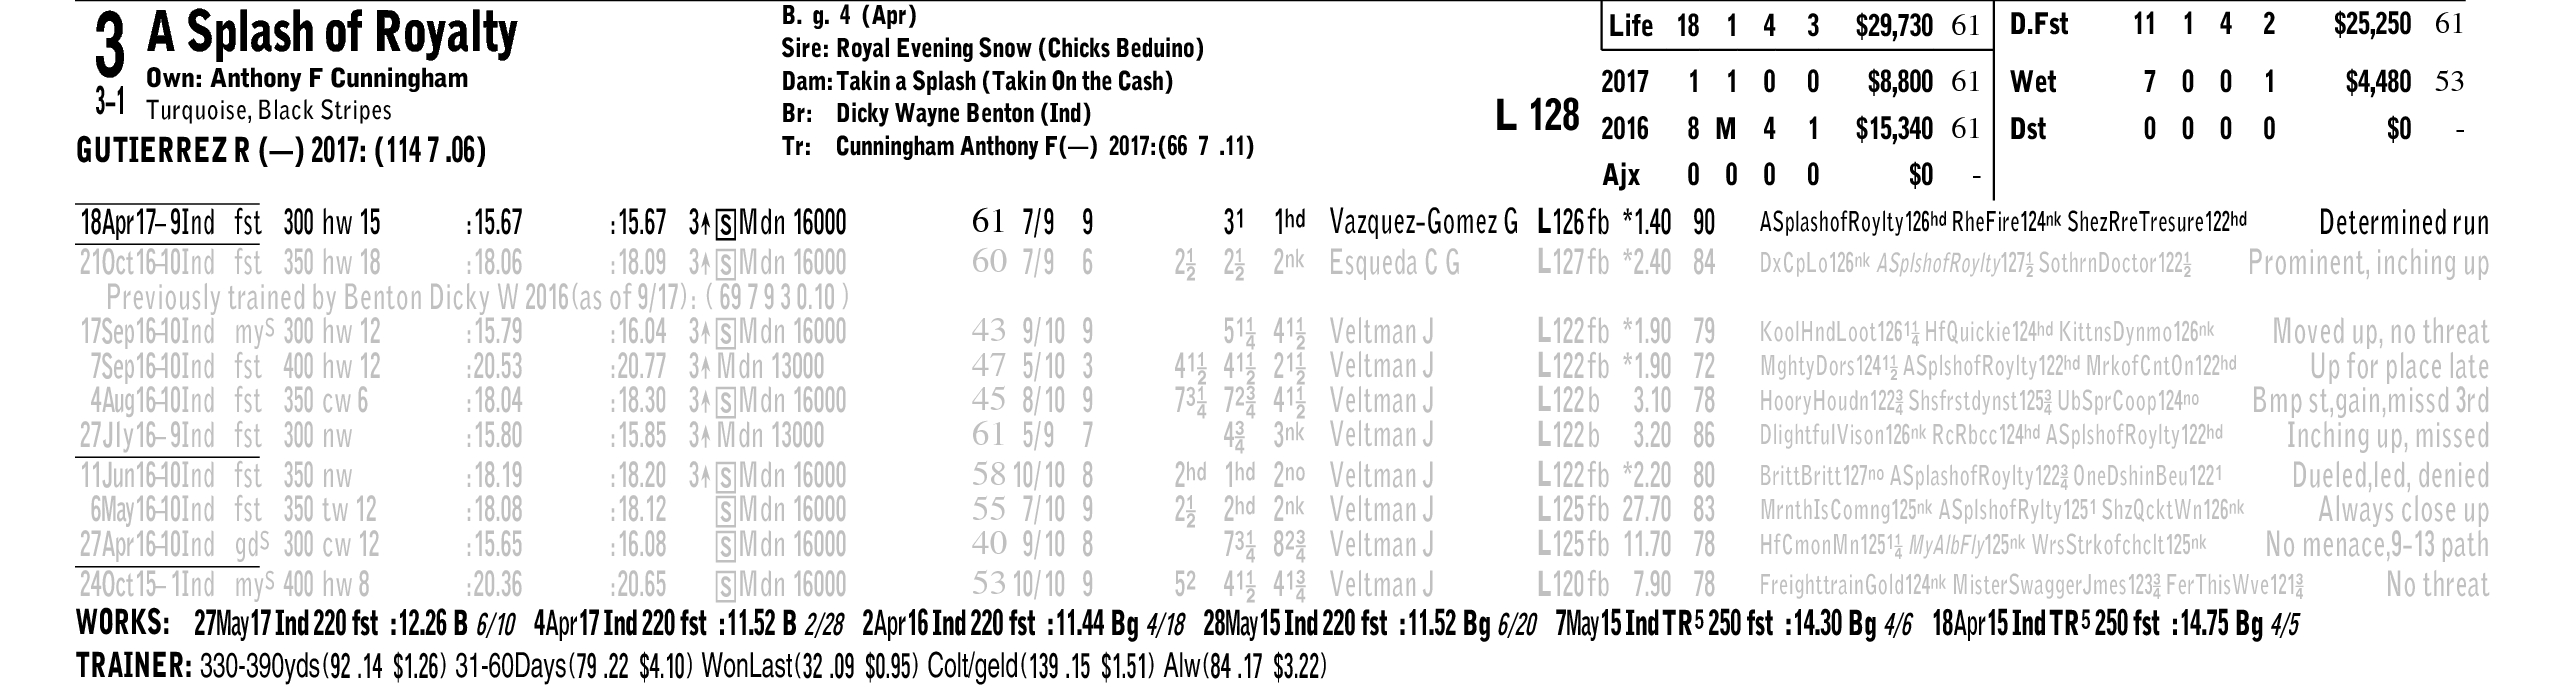 3 A Splash of Royalty
Own: Anthony F Cunningham
3-1 Turquoise, Black Stripes
GUTIERREZ R (—) 2017: (114 7 .06)
B. g. 4 (Apr)
Sire: Royal Evening Snow (Chicks Beduino)
Dam: Takin a Splash (Takin On the Cash)
Br: Dicky Wayne Benton (Ind)
Tr: Cunningham Anthony F(—) 2017:(66 7 .11)
L 128
Life 18 1 4 3 $29,730 61 D.Fst 11 1 4 2 $25,250 61
2017 1 1 0 0 $8,800 61 Wet 7 0 0 1 $4,480 53
2016 8 M 4 1 $15,340 61 Dst 0 0 0 0 $0 -
Ajx 0 0 0 0 $0 -
18Apr17-9Ind fst 300 hw 15 :15.67 :15.67 3↑ S Mdn 16000 61 7/9 9 3¹ 1hd Vazquez-Gomez G L126fb *1.40 90 ASplashofRoylty126hd RheFire124nk ShezRreTresure122hd Determined run
21Oct16-10Ind fst 350 hw 18 :18.06 :18.09 3↑ S Mdn 16000 60 7/9 6 2½ 2½ 2nk Esqueda C G L127fb *2.40 84 DxCpLo126nk ASplshofRoylty127½ SothrnDoctor122½ Prominent, inching up
Previously trained by Benton Dicky W 2016(as of 9/17): ( 69 7 9 3 0.10 )
17Sep16-10Ind myS 300 hw 12 :15.79 :16.04 3↑ S Mdn 16000 43 9/10 9 51¼ 41½ Veltman J L122fb *1.90 79 KoolHndLoot1261¼ HfQuickie124hd KittnsDynmo126nk Moved up, no threat
7Sep16-10Ind fst 400 hw 12 :20.53 :20.77 3↑ Mdn 13000 47 5/10 3 41½ 41½ 21½ Veltman J L122fb *1.90 72 MghtyDors1241½ ASplshofRoylty122hd MrkofCntOn122hd Up for place late
4Aug16-10Ind fst 350 cw 6 :18.04 :18.30 3↑ S Mdn 16000 45 8/10 9 73¼ 72¾ 41½ Veltman J L122b 3.10 78 HooryHoudn122¾ Shsfrstdynst125¾ UbSprCoop124no Bmp st,gain,missd 3rd
27Jly16-9Ind fst 300 nw :15.80 :15.85 3↑ Mdn 13000 61 5/9 7 4¾ 3nk Veltman J L122b 3.20 86 DlightfulVison126nk RcRbcc124hd ASplshofRoylty122hd Inching up, missed
11Jun16-10Ind fst 350 nw :18.19 :18.20 3↑ S Mdn 16000 58 10/10 8 2hd 1hd 2no Veltman J L122fb *2.20 80 BrittBritt127no ASplashofRoylty122¾ OneDshinBeu1221 Dueled,led, denied
6May16-10Ind fst 350 tw 12 :18.08 :18.12 S Mdn 16000 55 7/10 9 2½ 2hd 2nk Veltman J L125fb 27.70 83 MrnthIsComng125nk ASplshofRylty1251 ShzQcktWn126nk Always close up
27Apr16-10Ind gdS 300 cw 12 :15.65 :16.08 S Mdn 16000 40 9/10 8 73¼ 82¾ Veltman J L125fb 11.70 78 HfCmonMn1251¼ MyAlbFly125nk WrsStrkofchclt125nk No menace,9-13 path
24Oct15-1Ind myS 400 hw 8 :20.36 :20.65 S Mdn 16000 53 10/10 9 52 41½ 41¾ Veltman J L120fb 7.90 78 FreighttrainGold124nk MisterSwaggerJmes123¾ FerThisWve121¾ No threat
WORKS: 27May17 Ind 220 fst :12.26 B 6/10 4Apr17 Ind 220 fst :11.52 B 2/28 2Apr16 Ind 220 fst :11.44 Bg 4/18 28May15 Ind 220 fst :11.52 Bg 6/20 7May15 Ind TR5 250 fst :14.30 Bg 4/6 18Apr15 Ind TR5 250 fst :14.75 Bg 4/5
TRAINER: 330-390yds(92 .14 $1.26) 31-60Days(79 .22 $4.10) WonLast(32 .09 $0.95) Colt/geld(139 .15 $1.51) Alw(84 .17 $3.22)